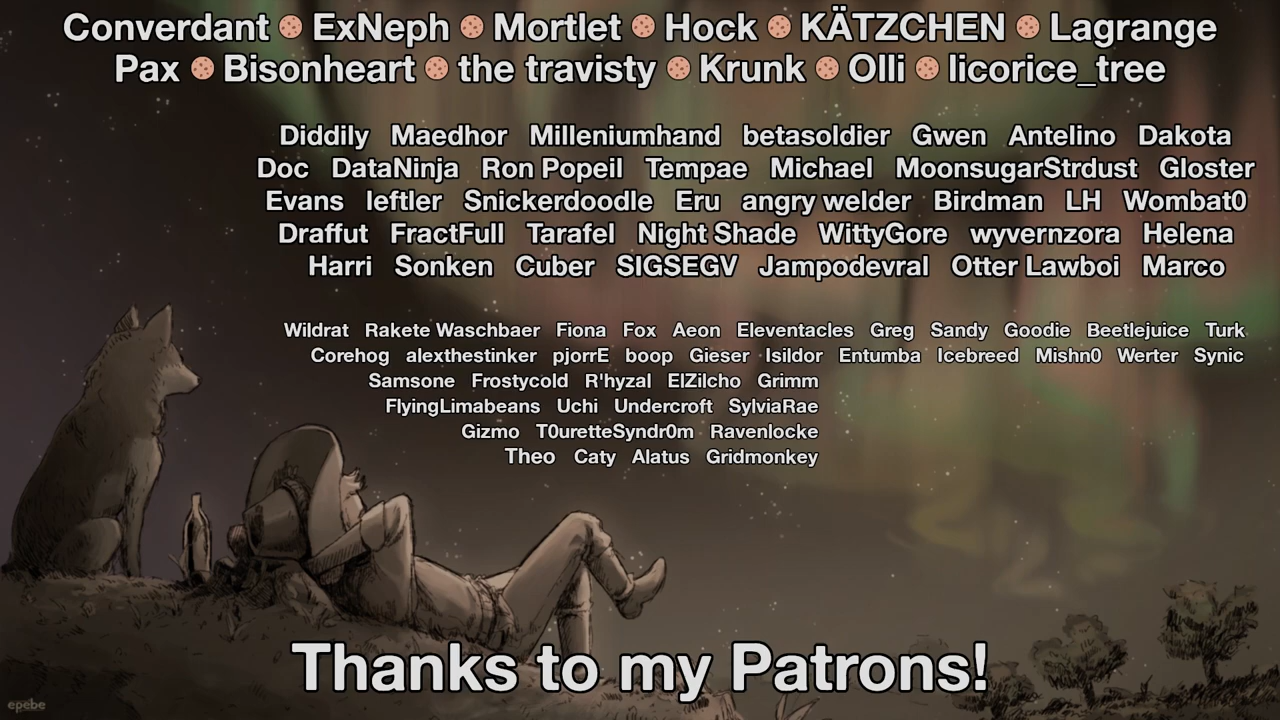 Converdant 🍪 ExNeph 🍪 Mortlet 🍪 Hock 🍪 KÄTZCHEN 🍪 Lagrange
Pax 🍪 Bisonheart 🍪 the travisty 🍪 Krunk 🍪 Olli 🍪 licorice_tree
Diddily Maedhor Milleniumhand betasoldier Gwen Antelino Dakota
Doc DataNinja Ron Popeil Tempae Michael MoonsugarStrdust Gloster
Evans leftler Snickerdoodle Eru angry welder Birdman LH Wombat0
Draffut FractFull Tarafel Night Shade WittyGore wyvernzora Helena
Harri Sonken Cuber SIGSEGV Jampodevral Otter Lawboi Marco
Wildrat Rakete Waschbaer Fiona Fox Aeon Eleventacles Greg Sandy Goodie Beetlejuice Turk
Corehog alexthestinker pjorrE boop Gieser Isildor Entumba Icebreed Mishn0 Werter Synic
Samsone Frostycold R'hyzal ElZilcho Grimm
FlyingLimabeans Uchi Undercroft SylviaRae
Gizmo T0uretteSyndr0m Ravenlocke
Theo Caty Alatus Gridmonkey
Thanks to my Patrons!
epebe